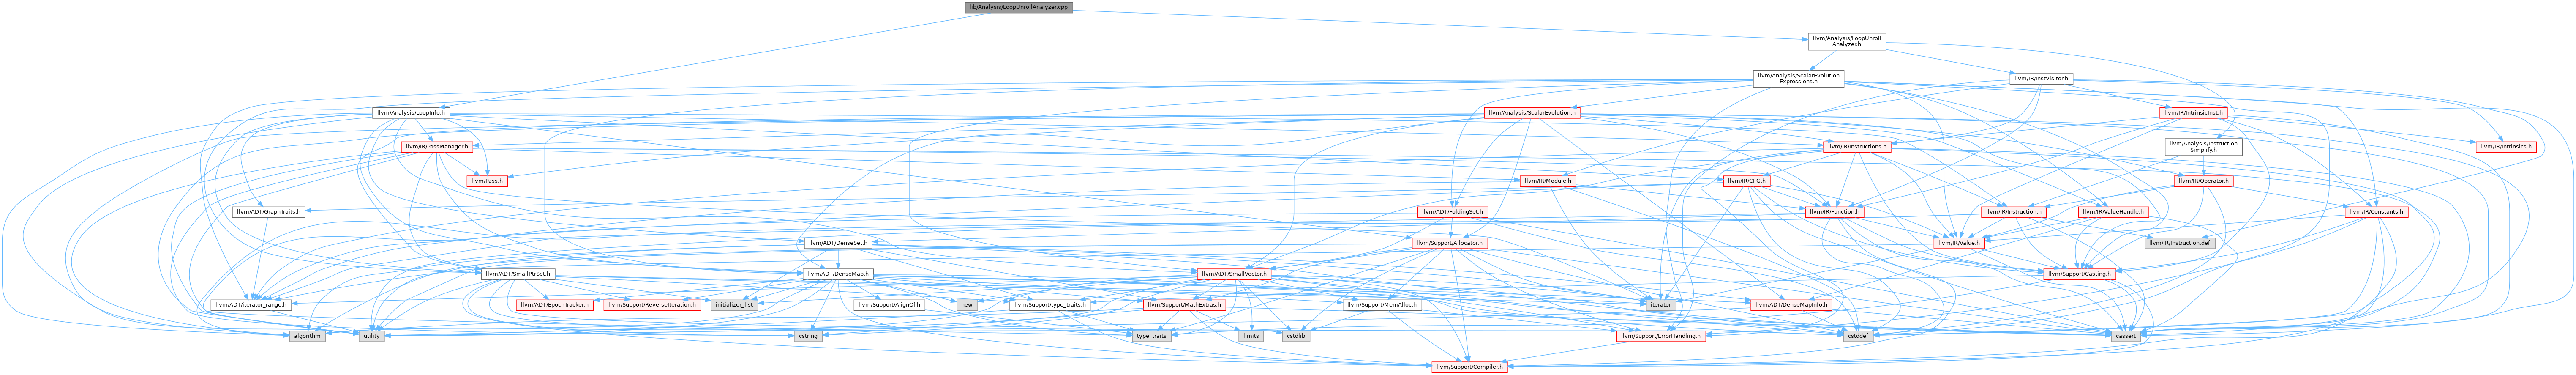 lib/Analysis/LoopUnrollAnalyzer.cpp
llvm/Analysis/LoopUnroll
Analyzer.h
llvm/Analysis/ScalarEvolution
Expressions.h
llvm/IR/InstVisitor.h
llvm/Analysis/LoopInfo.h
llvm/Analysis/ScalarEvolution.h
llvm/IR/IntrinsicInst.h
llvm/IR/PassManager.h
llvm/IR/Instructions.h
llvm/Analysis/Instruction
Simplify.h
llvm/IR/Intrinsics.h
llvm/Pass.h
llvm/IR/Module.h
llvm/IR/CFG.h
llvm/IR/Operator.h
llvm/ADT/GraphTraits.h
llvm/ADT/FoldingSet.h
llvm/IR/Function.h
llvm/IR/Instruction.h
llvm/IR/ValueHandle.h
llvm/IR/Constants.h
llvm/ADT/DenseSet.h
llvm/Support/Allocator.h
llvm/IR/Value.h
llvm/IR/Instruction.def
llvm/ADT/SmallPtrSet.h
llvm/ADT/DenseMap.h
llvm/ADT/SmallVector.h
llvm/Support/Casting.h
llvm/ADT/iterator_range.h
llvm/ADT/EpochTracker.h
llvm/Support/ReverseIteration.h
initializer_list
llvm/Support/AlignOf.h
new
llvm/Support/type_traits.h
llvm/Support/MathExtras.h
llvm/Support/MemAlloc.h
iterator
llvm/ADT/DenseMapInfo.h
algorithm
utility
cstring
type_traits
limits
cstdlib
llvm/Support/ErrorHandling.h
cstddef
cassert
llvm/Support/Compiler.h